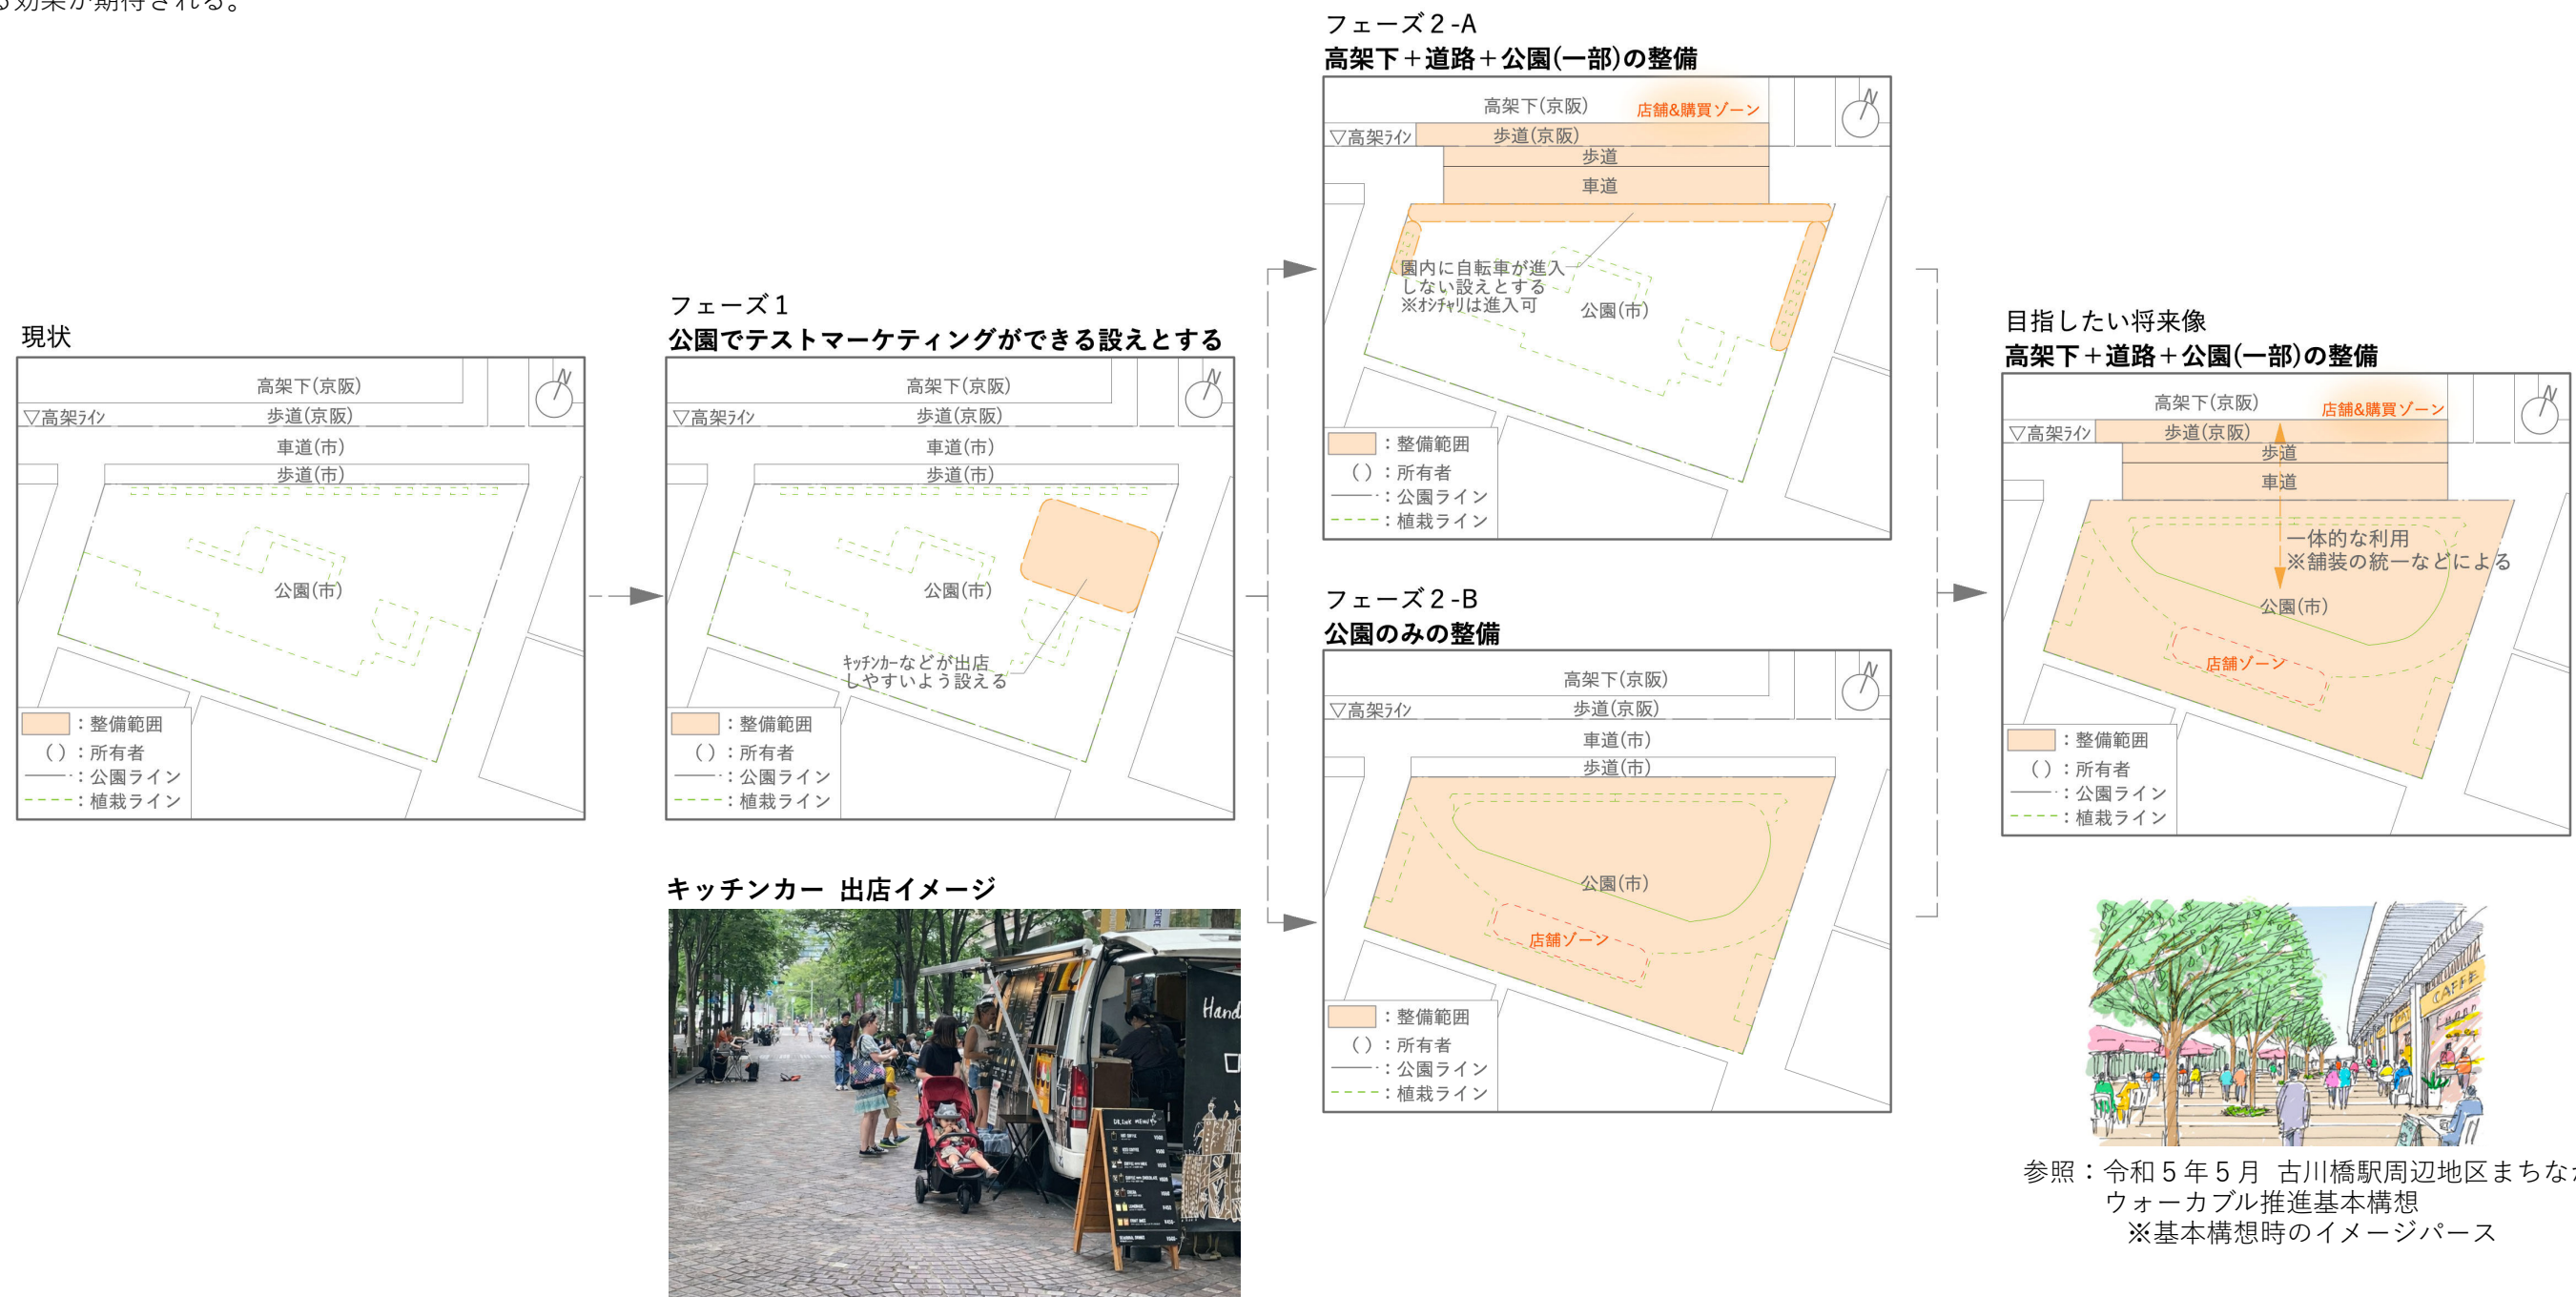 る効果が期待される。
現状
高架下(京阪)
▽高架ﾗｲﾝ
歩道(京阪)
車道(市)
歩道(市)
公園(市)
N
：整備範囲
( )：所有者
：公園ライン
：植栽ライン
フェーズ１
公園でテストマーケティングができる設えとする
高架下(京阪)
▽高架ﾗｲﾝ
歩道(京阪)
車道(市)
歩道(市)
公園(市)
ｷｯﾁﾝｶｰなどが出店
しやすいよう設える
N
：整備範囲
( )：所有者
：公園ライン
：植栽ライン
キッチンカー 出店イメージ
Hand
フェーズ２-A
高架下＋道路＋公園(一部)の整備
高架下(京阪)
店舗&購買ゾーン
▽高架ﾗｲﾝ
歩道(京阪)
歩道
車道
園内に自転車が進入
しない設えとする
※ｵｼﾁｬﾘは進入可
公園(市)
N
：整備範囲
( )：所有者
：公園ライン
：植栽ライン
フェーズ２-B
公園のみの整備
高架下(京阪)
▽高架ﾗｲﾝ
歩道(京阪)
車道(市)
歩道(市)
公園(市)
店舗ゾーン
N
：整備範囲
( )：所有者
：公園ライン
：植栽ライン
目指したい将来像
高架下＋道路＋公園(一部)の整備
高架下(京阪)
店舗&購買ゾーン
▽高架ﾗｲﾝ
歩道(京阪)
歩道
車道
一体的な利用
※舗装の統一などによる
公園(市)
店舗ゾーン
N
：整備範囲
( )：所有者
：公園ライン
：植栽ライン
CAFFE
参照：令和５年５月 古川橋駅周辺地区まちなか
ウォーカブル推進基本構想
※基本構想時のイメージパース